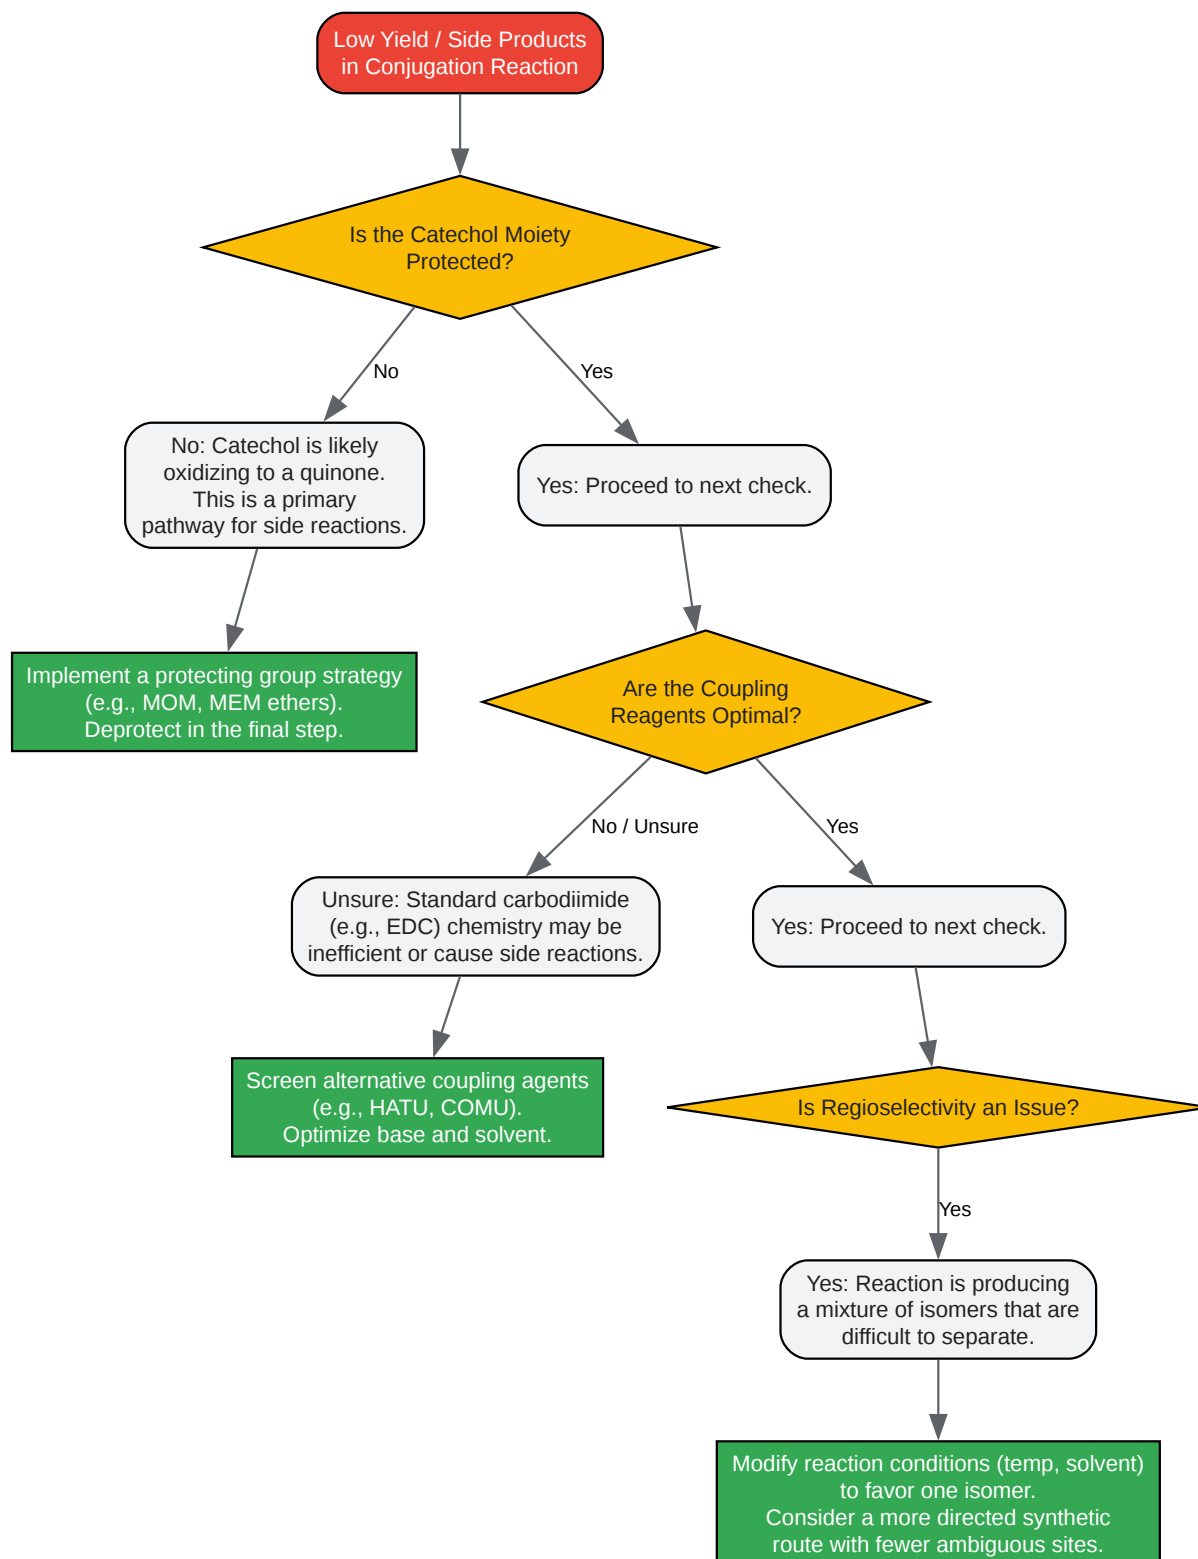 Low Yield / Side Products
in Conjugation Reaction
Is the Catechol Moiety
Protected?
No
Yes
No: Catechol is likely
oxidizing to a quinone.
This is a primary
pathway for side reactions.
Yes: Proceed to next check.
Implement a protecting group strategy
(e.g., MOM, MEM ethers).
Deprotect in the final step.
Are the Coupling
Reagents Optimal?
No / Unsure
Yes
Unsure: Standard carbodiimide
(e.g., EDC) chemistry may be
inefficient or cause side reactions.
Yes: Proceed to next check.
Screen alternative coupling agents
(e.g., HATU, COMU).
Optimize base and solvent.
Is Regioselectivity an Issue?
Yes
Yes: Reaction is producing
a mixture of isomers that are
difficult to separate.
Modify reaction conditions (temp, solvent)
to favor one isomer.
Consider a more directed synthetic
route with fewer ambiguous sites.